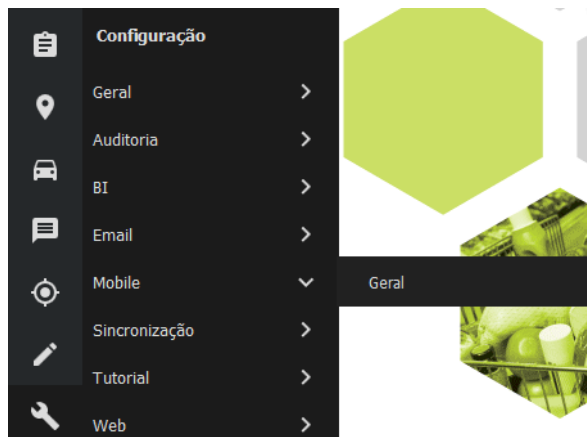 Configuração
Geral
Auditoria
BI
Email
Mobile
Geral
Sincronização
Tutorial
Web